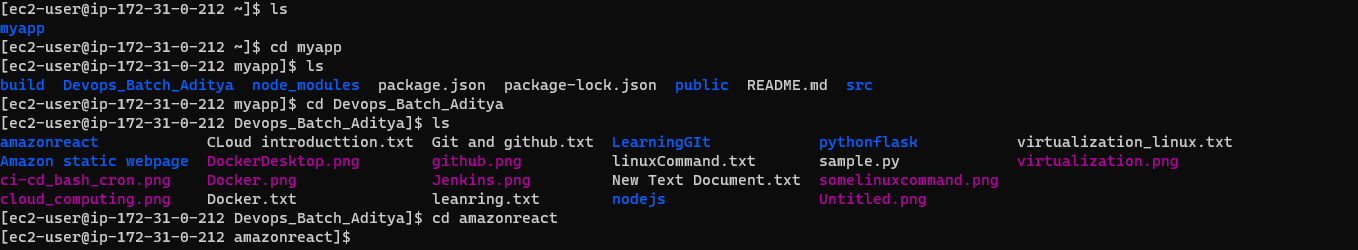 [ec2-user@ip-172-31-0-212 ~]$ ls
myapp
[ec2-user@ip-172-31-0-212 ~]$ cd myapp
[ec2-user@ip-172-31-0-212 myapp]$ ls
build  Devops_Batch_Aditya  node_modules  package.json  package-lock.json  public  README.md  src
[ec2-user@ip-172-31-0-212 myapp]$ cd Devops_Batch_Aditya
[ec2-user@ip-172-31-0-212 Devops_Batch_Aditya]$ ls
amazonreact  CLoud introducttion.txt  Git and github.txt  LearningGIt  pythonflask  virtualization_linux.txt
Amazon static webpage  DockerDesktop.png  github.png  linuxCommand.txt  sample.py  virtualization.png
ci-cd_bash_cron.png  Docker.png  Jenkins.png  New Text Document.txt  somelinuxcommand.png
cloud_computing.png  Docker.txt  leanring.txt  nodejs  Untitled.png
[ec2-user@ip-172-31-0-212 Devops_Batch_Aditya]$ cd amazonreact
[ec2-user@ip-172-31-0-212 amazonreact]$